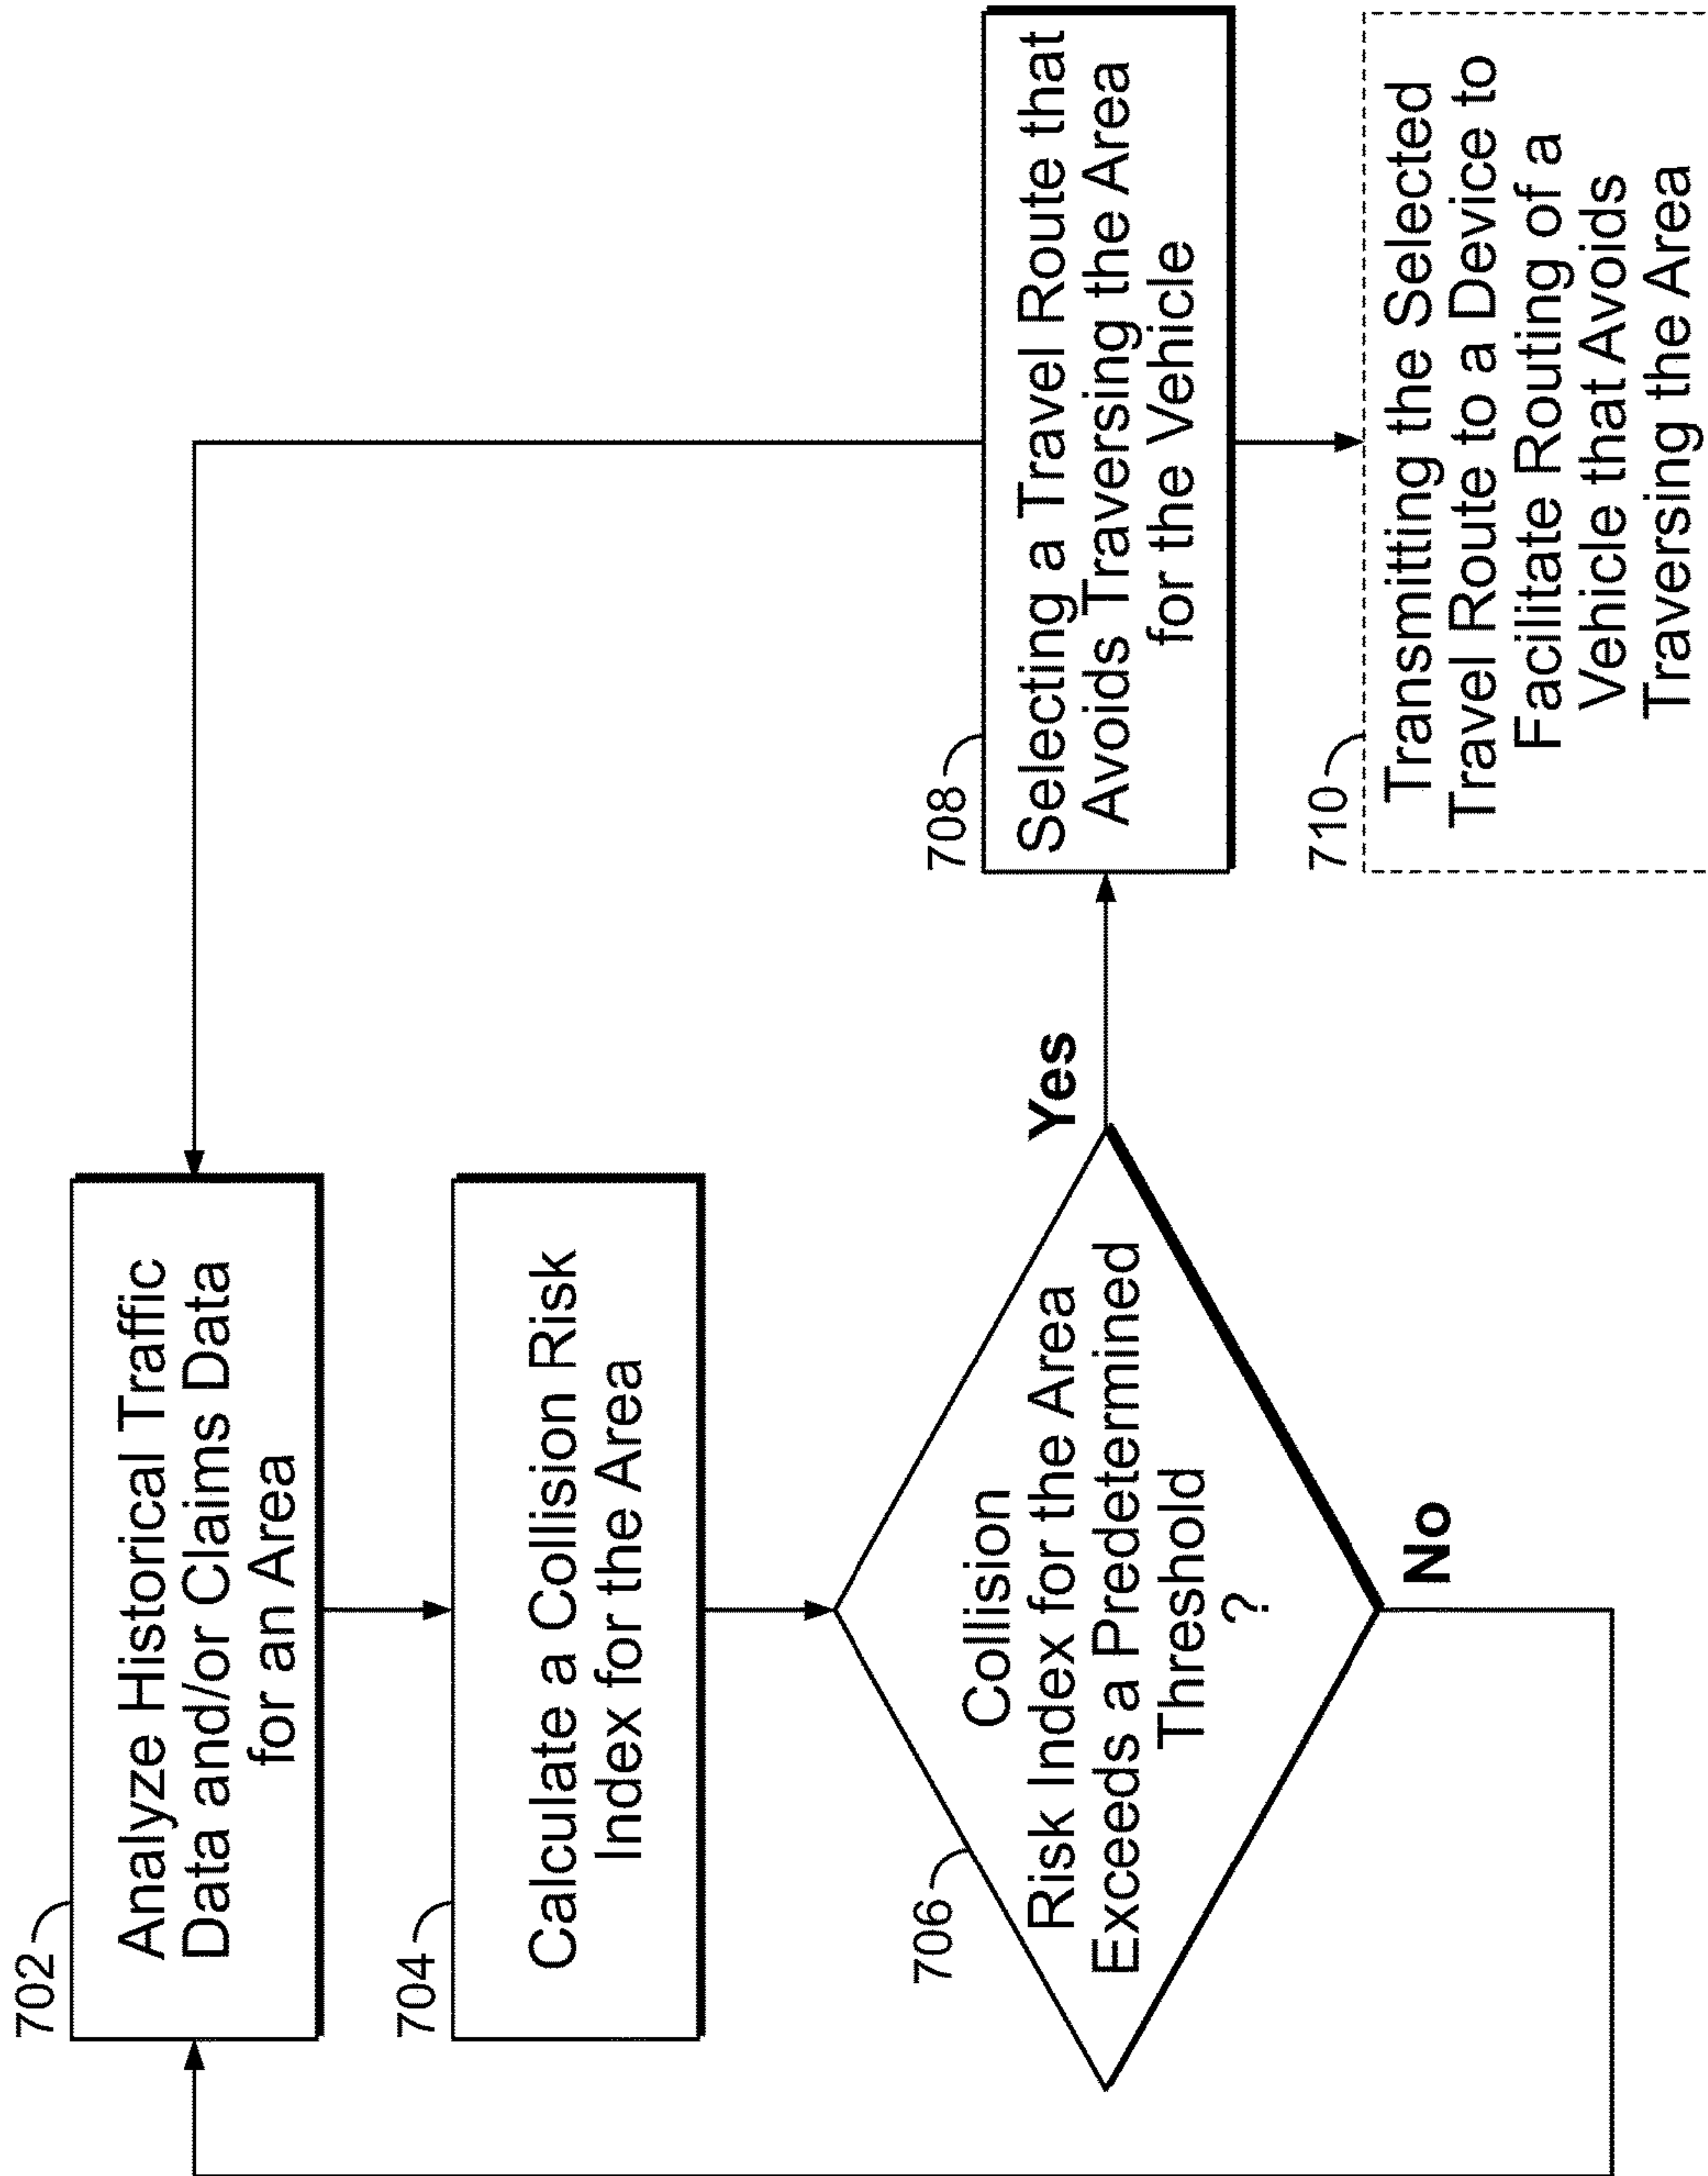 702
Analyze Historical Traffic
Data and/or Claims Data
for an Area
704
Calculate a Collision Risk
Index for the Area
706
Collision
Risk Index for the Area
Exceeds a Predetermined
Threshold
?
Yes
No
708
Selecting a Travel Route that
Avoids Traversing the Area
for the Vehicle
710
Transmitting the Selected
Travel Route to a Device to
Facilitate Routing of a
Vehicle that Avoids
Traversing the Area